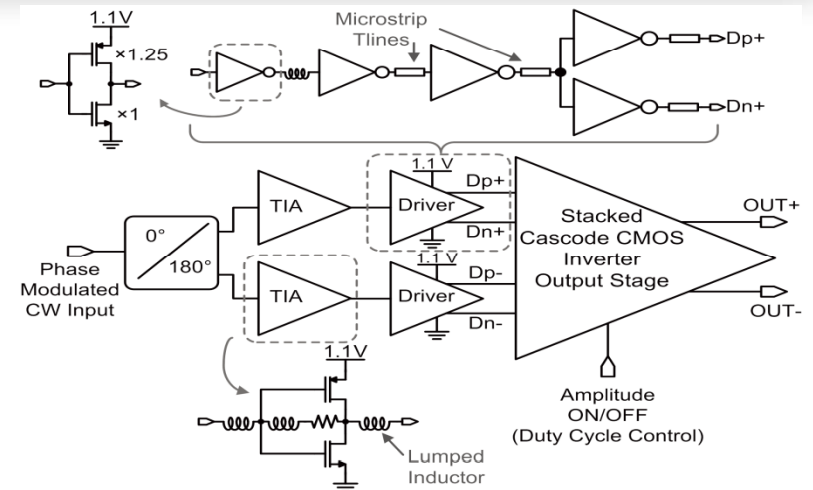 1.1V
×1.25
×1
Microstrip
Tlines
Dp+
Dn+
1.1 V
TIA
Driver
Dp+
Dn+
0°
180°
Phase
Modulated
CW Input
1.1 V
TIA
Driver
Dp-
Dn-
Stacked
Cascode CMOS
Inverter
Output Stage
OUT+
OUT-
1.1V
Lumped
Inductor
Amplitude
ON/OFF
(Duty Cycle Control)